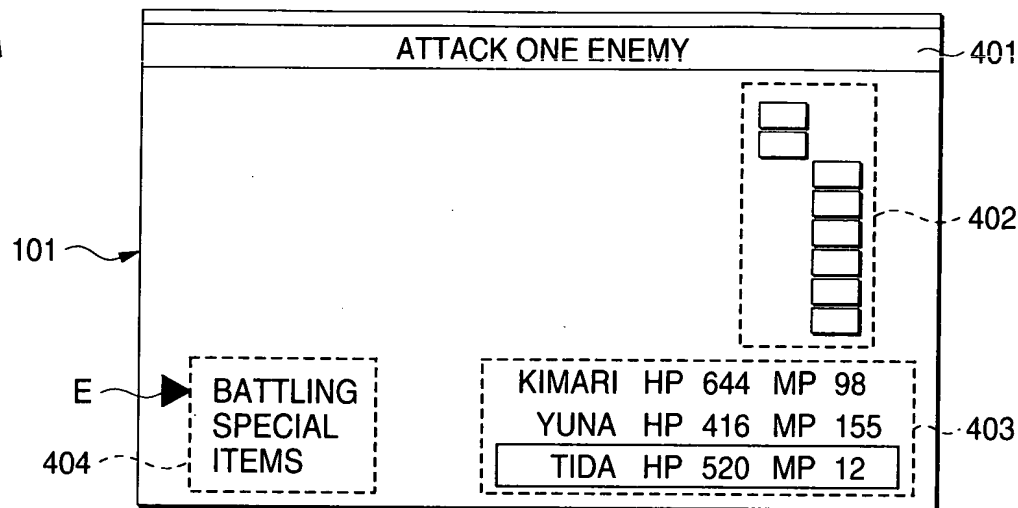 ATTACK ONE ENEMY
401
402
101
E
BATTLING
SPECIAL
ITEMS
404
KIMARI HP 644 MP 98
YUNA HP 416 MP 155
TIDA HP 520 MP 12
403